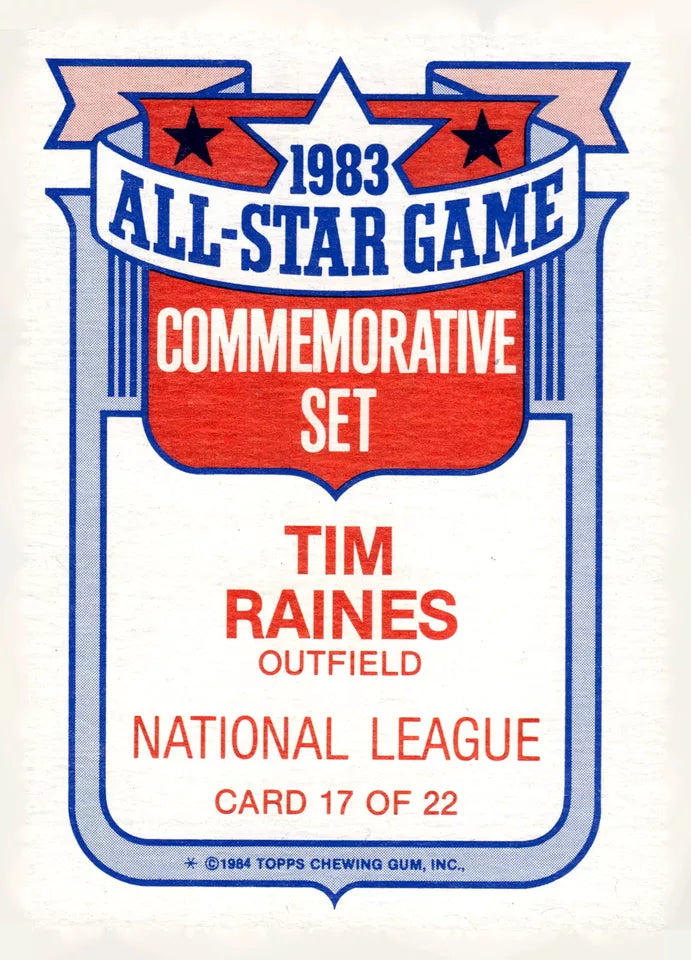 1983
ALL-STAR GAME
COMMEMORATIVE
SET
TIM
RAINES
OUTFIELD
NATIONAL LEAGUE
CARD 17 OF 22
* ©1984 TOPPS CHEWING GUM, INC.,